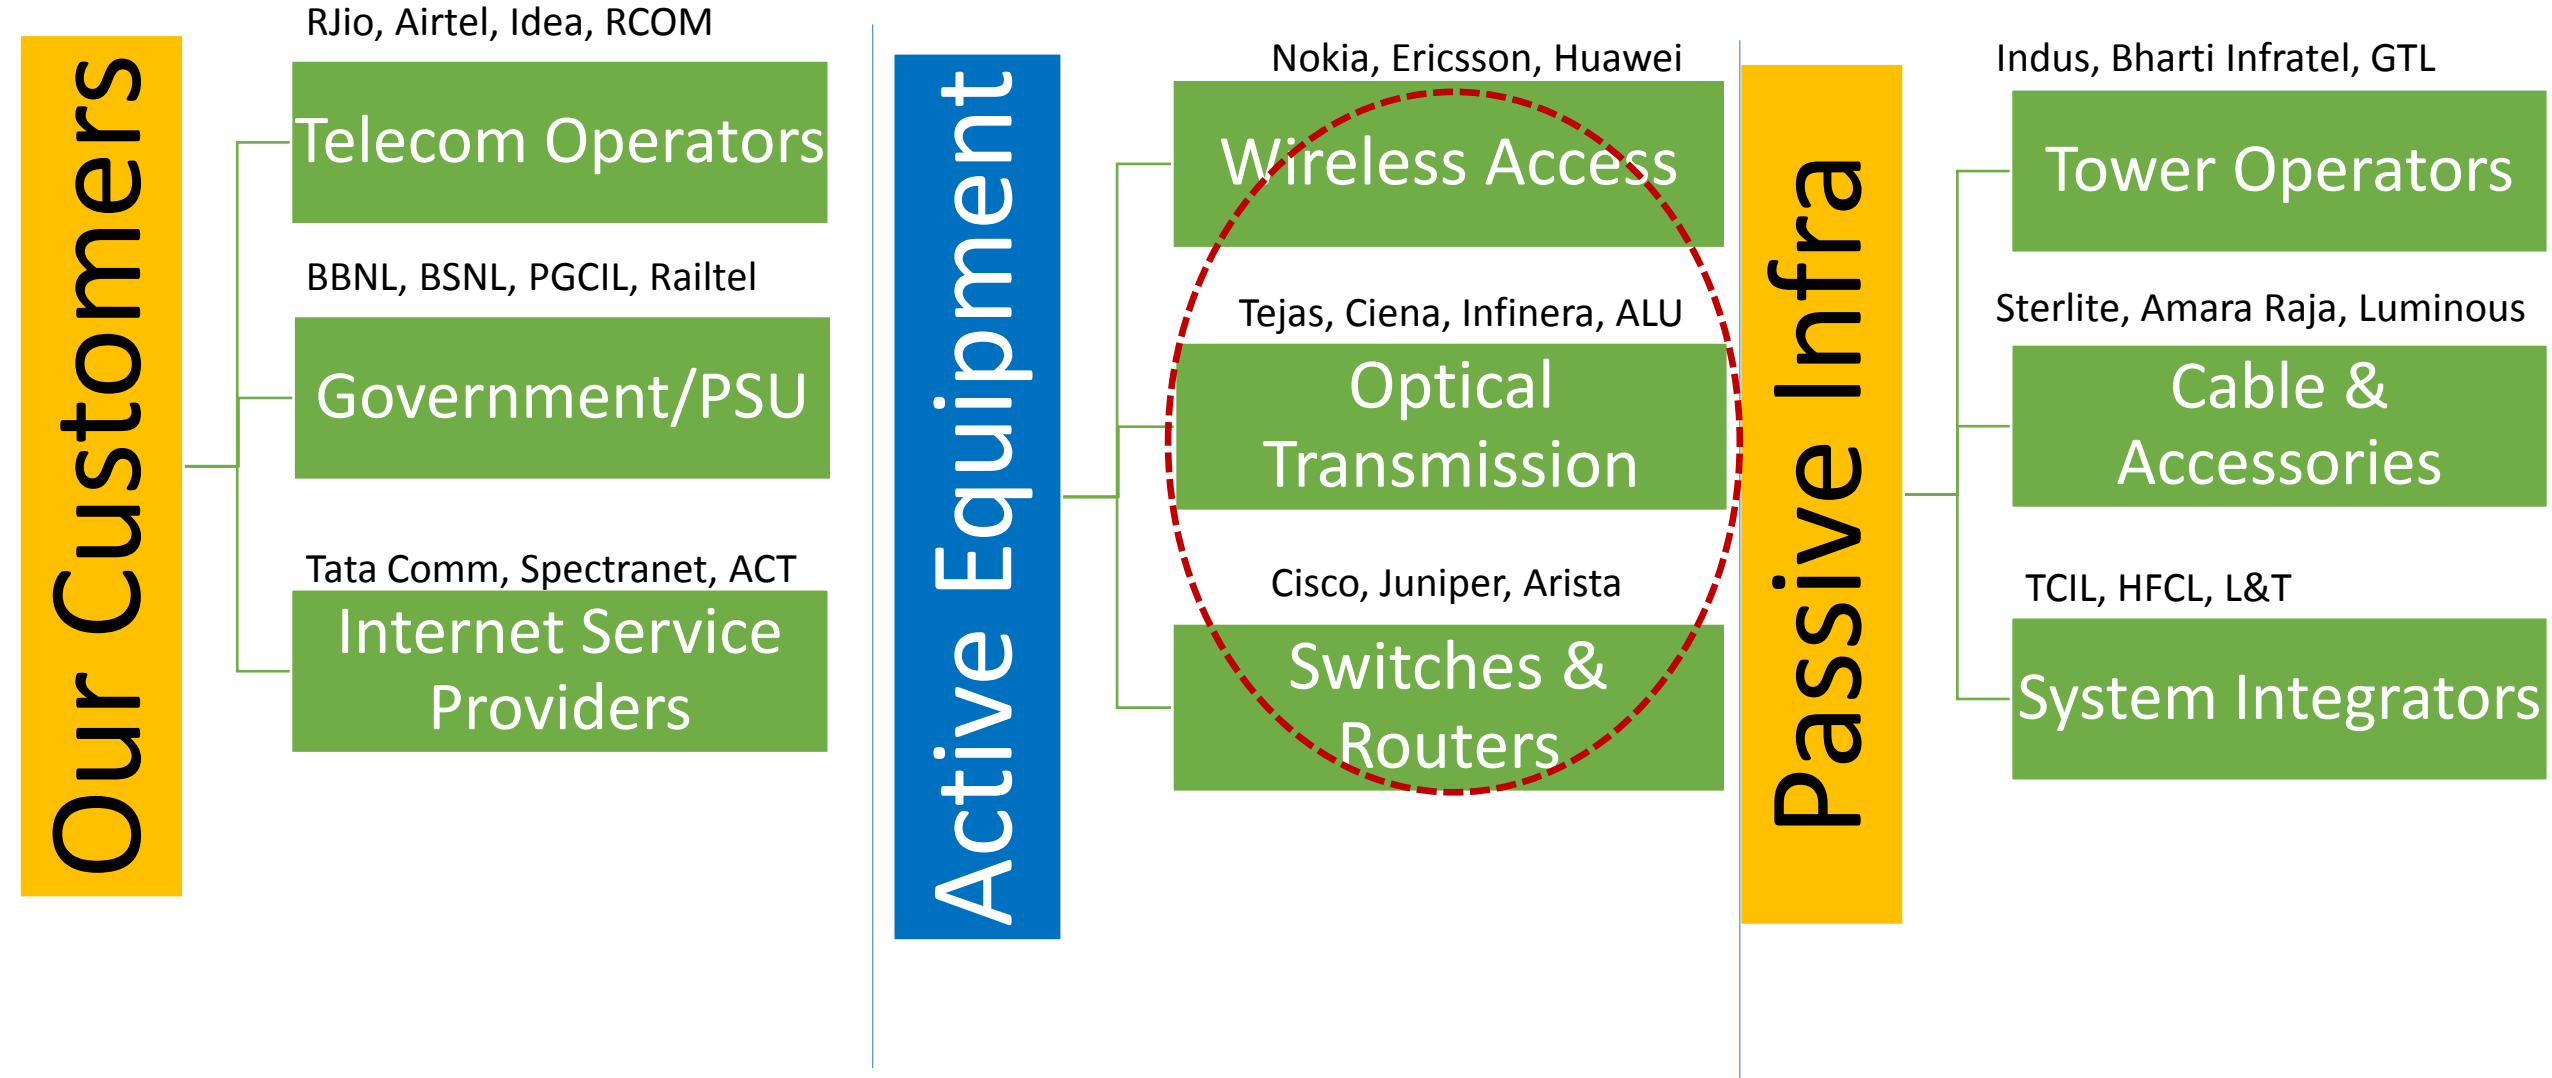 Our Customers
RJio, Airtel, Idea, RCOM
Telecom Operators
BBNL, BSNL, PGCIL, Railtel
Government/PSU
Tata Comm, Spectranet, ACT
Internet Service
Providers
Active Equipment
Nokia, Ericsson, Huawei
Wireless Access
Tejas, Ciena, Infinera, ALU
Optical
Transmission
Cisco, Juniper, Arista
Switches &
Routers
Passive Infra
Indus, Bharti Infratel, GTL
Tower Operators
Sterlite, Amara Raja, Luminous
Cable &
Accessories
TCIL, HFCL, L&T
System Integrators